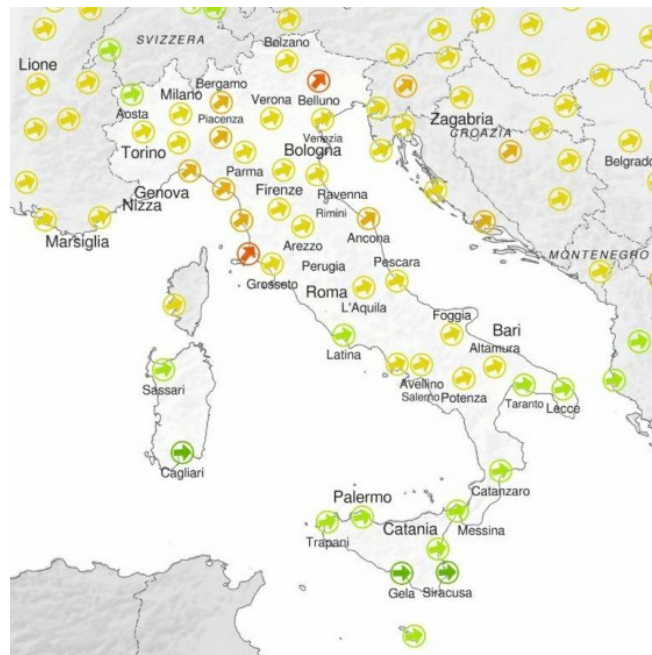 SVIZZERA
Bolzano
Lione
Bergamo
Belluno
Milano
Verona
Aosta
Piacenza
Venezia
Zagabria
CROAZIA
Torino
Bologna
Belgrado
Parma
Genova
Firenze
Ravenna
Nizza
Rimini
Marsiglia
Arezzo
Ancona
MONTENEGRO
Perugia
Pescara
Grosseto
Roma
L'Aquila
Foggia
Bari
Latina
Altamura
Sassari
Avellino
Salerno
Potenza
Taranto
Lecce
Cagliari
Catanzaro
Palermo
Catania
Messina
Trapani
Gela
Siracusa